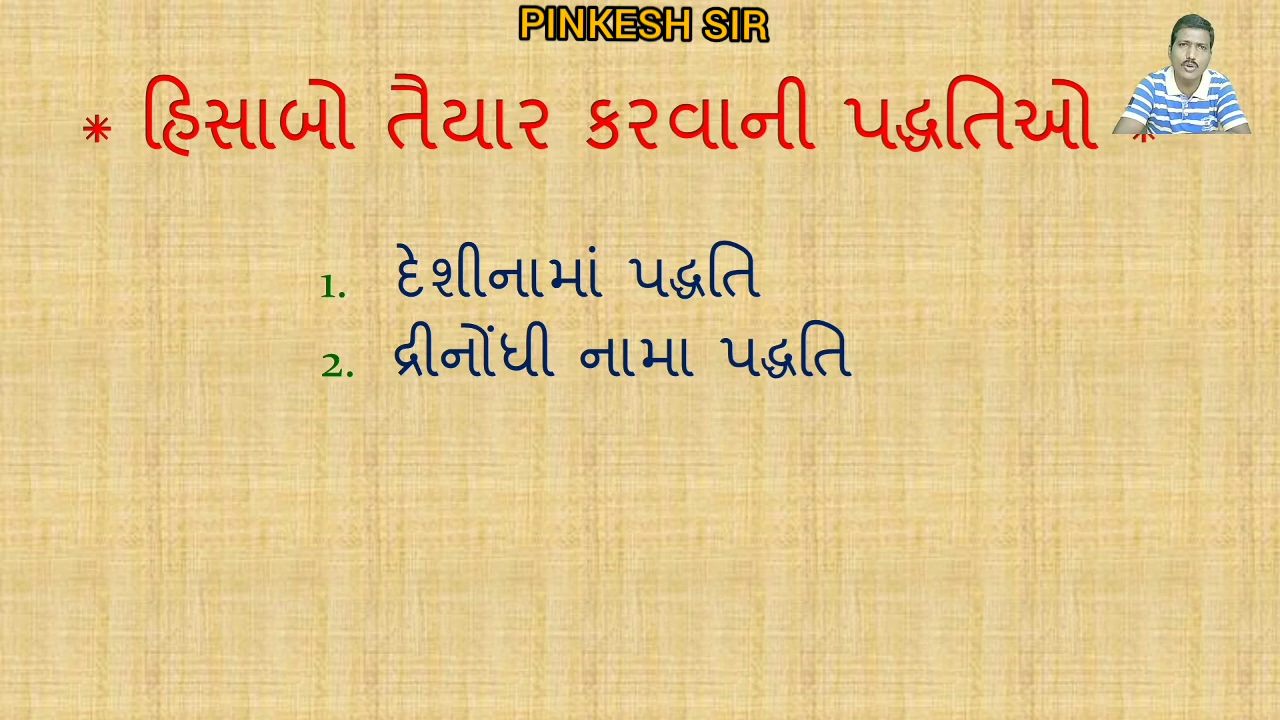 PINKESH SIR
* હિસાબો તૈયાર કરવાની પદ્ધતિઓ *
1. દેશીનામાં પદ્ધતિ
2. દ્રીનોંધી નામા પદ્ધતિ